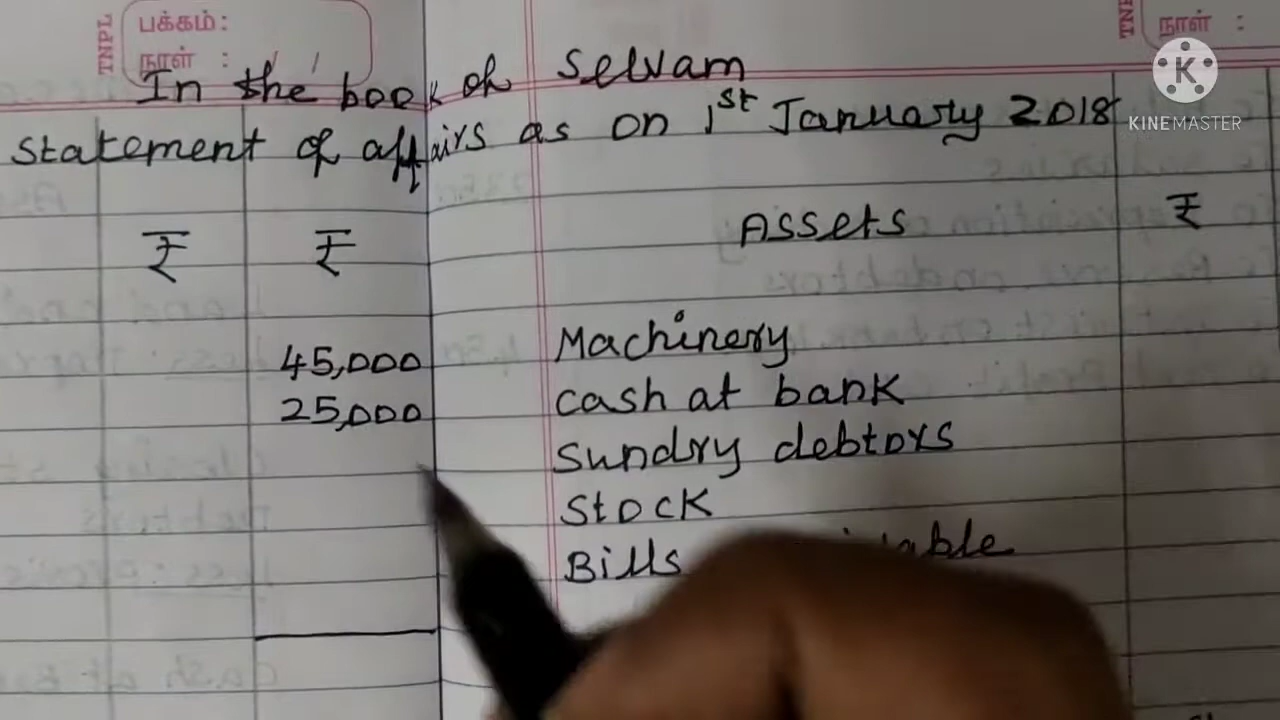 TNPL
பக்கம்:
நாள் : / /
நாள் :
KINEMASTER
In the book of Selvam
Statement of affairs as on 1st January 2018
₹ ₹ Assets ₹
45,000 Machinery
25,000 Cash at bank
Sundry debtors
Stock
Bills